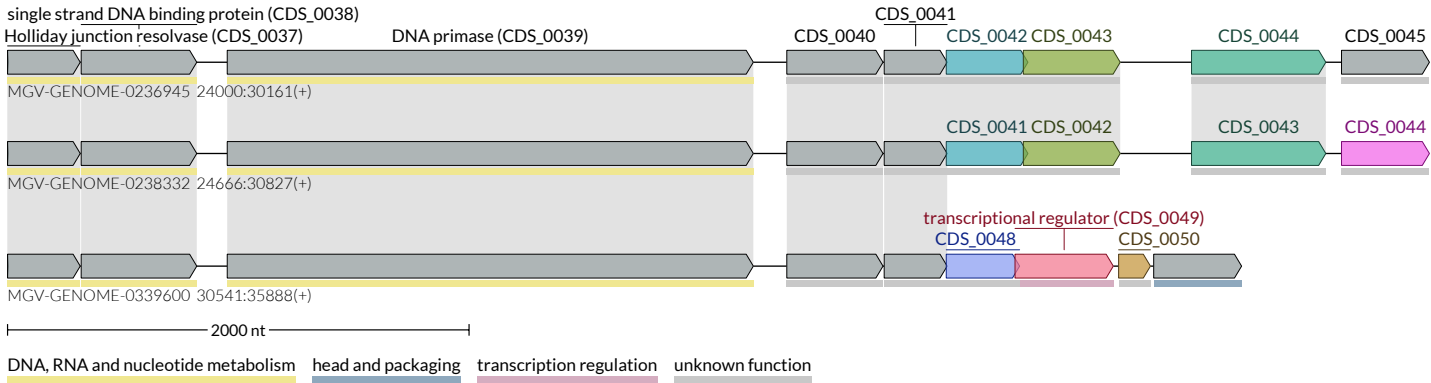 single strand DNA binding protein (CDS_0038) CDS_0041
Holliday junction resolvase (CDS_0037) DNA primase (CDS_0039) CDS_0040 CDS_0042 CDS_0043 CDS_0044 CDS_0045
MGV-GENOME-0236945 24000:30161(+)
CDS_0041 CDS_0042 CDS_0043 CDS_0044
MGV-GENOME-0238332 24666:30827(+)
transcriptional regulator (CDS_0049)
CDS_0048 CDS_0050
MGV-GENOME-0339600 30541:35888(+)
2000 nt
DNA, RNA and nucleotide metabolism head and packaging transcription regulation unknown function